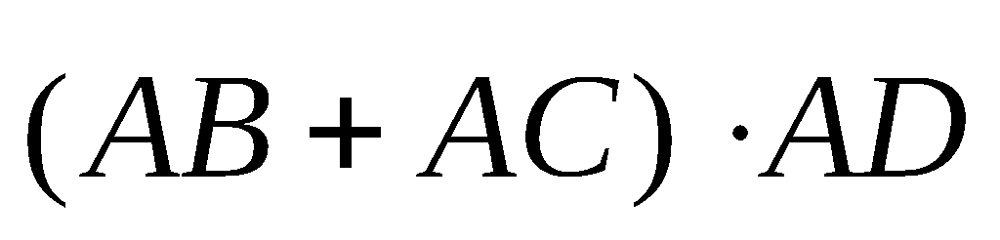 (AB + AC) ·AD